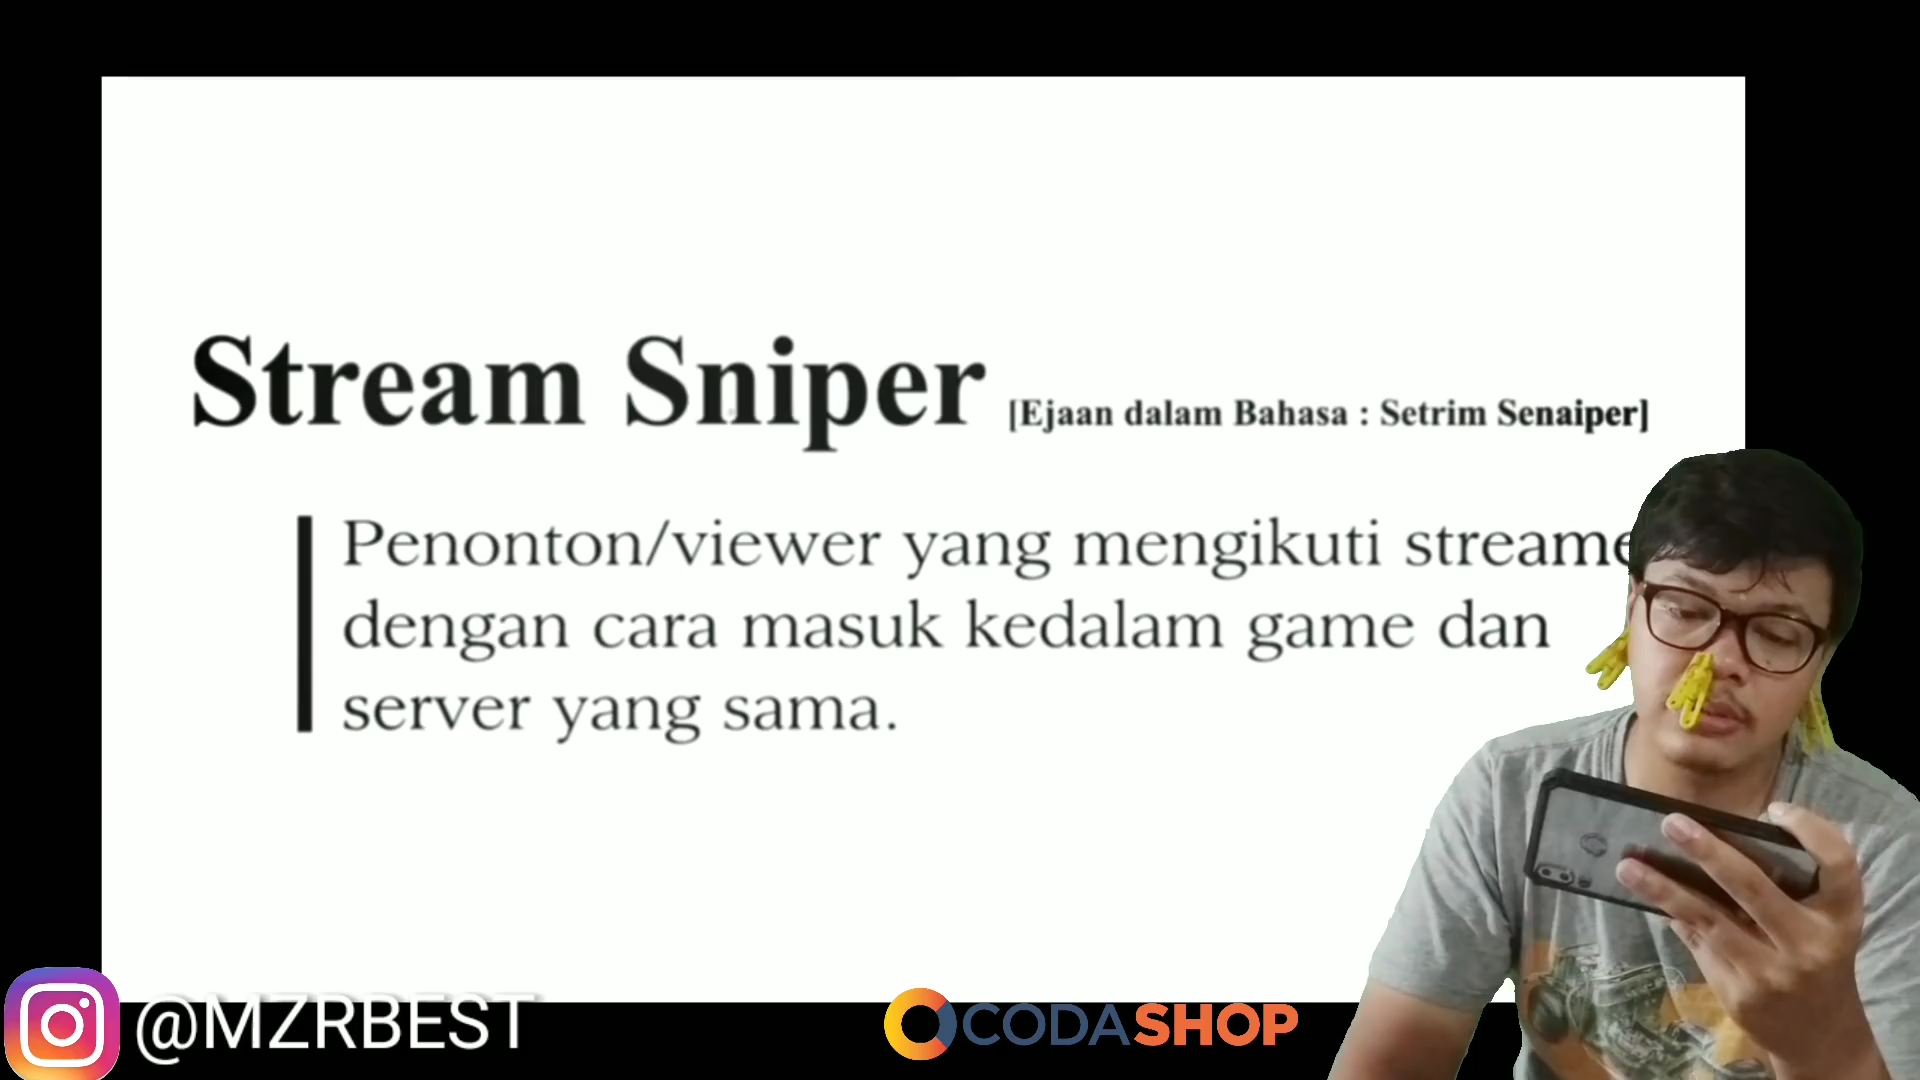 Stream Sniper [Ejaan dalam Bahasa : Setrim Senaiper]
Penonton/viewer yang mengikuti
dengan cara masuk kedalam game dan
server yang sama.
@MZRBEST
CODASHOP